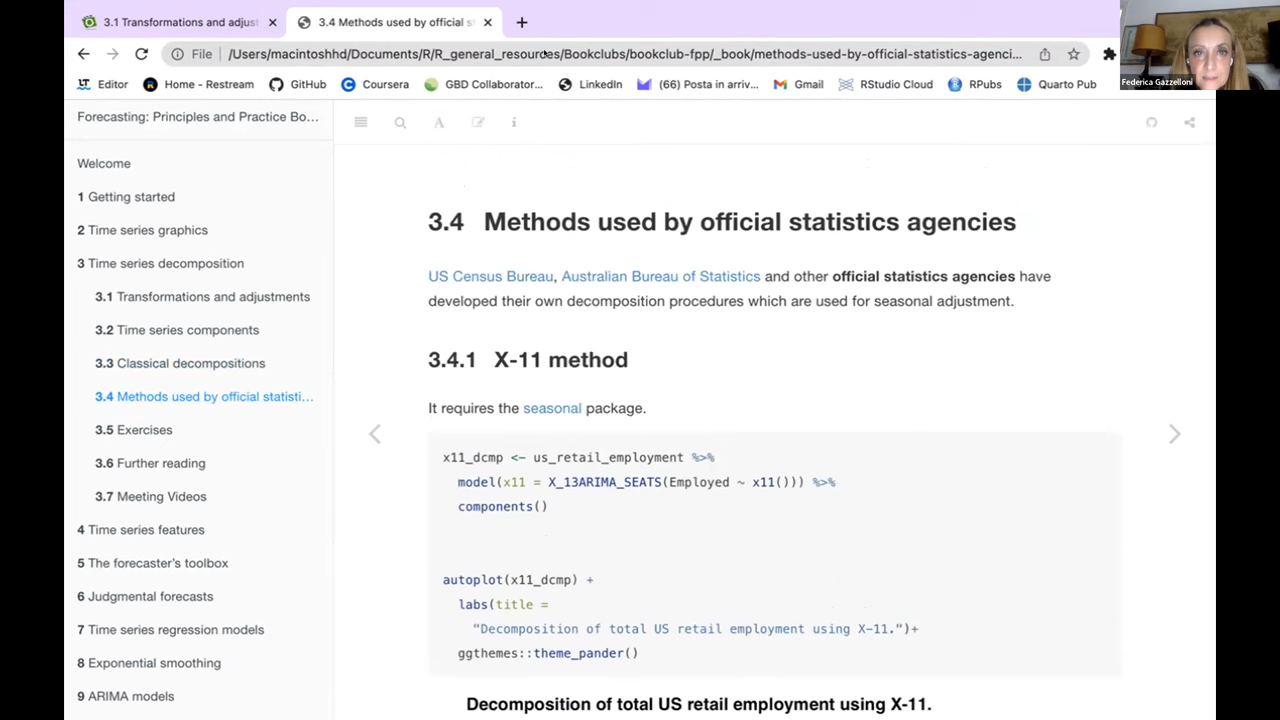 3.1 Transformations and adjust
3.4 Methods used by official s
File
/Users/macintoshhd/Documents/R/R_general_resources/Bookclubs/bookclub-fpp/_book/methods-used-by-official-statistics-agenci...
Editor
Home - Restream
GitHub
Coursera
GBD Collaborator...
LinkedIn
(66) Posta in arriv...
Gmail
RStudio Cloud
RPubs
Quarto Pub
Federica Gazzelloni
Forecasting: Principles and Practice Bo...
Welcome
1 Getting started
2 Time series graphics
3 Time series decomposition
3.1 Transformations and adjustments
3.2 Time series components
3.3 Classical decompositions
3.4 Methods used by official statisti...
3.5 Exercises
3.6 Further reading
3.7 Meeting Videos
4 Time series features
5 The forecaster's toolbox
6 Judgmental forecasts
7 Time series regression models
8 Exponential smoothing
9 ARIMA models
3.4 Methods used by official statistics agencies
US Census Bureau, Australian Bureau of Statistics and other official statistics agencies have
developed their own decomposition procedures which are used for seasonal adjustment.
3.4.1 X-11 method
It requires the seasonal package.
x11_dcmp <- us_retail_employment %>%
model(x11 = X_13ARIMA_SEATS(Employed ~ x11())) %>%
components()
autoplot(x11_dcmp) +
labs(title =
"Decomposition of total US retail employment using X-11.")+
ggthemes::theme_pander()
Decomposition of total US retail employment using X-11.